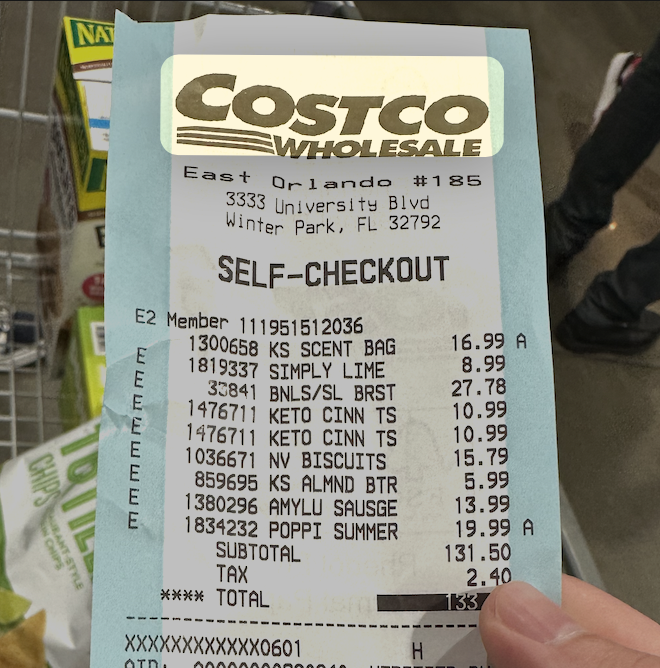 NAT
COSTCO
WHOLESALE
East Orlando #185
3333 University Blvd
Winter Park, FL 32792
SELF-CHECKOUT
E2 Member 111951512036
E 1300658 KS SCENT BAG 16.99 A
E 1819337 SIMPLY LIME 8.99
E 33841 BNLS/SL BRST 27.78
E 1476711 KETO CINN TS 10.99
E 1476711 KETO CINN TS 10.99
E 1036671 NV BISCUITS 15.79
E 859695 KS ALMND BTR 5.99
E 1380296 AMYLU SAUSGE 13.99
E 1834232 POPPI SUMMER 19.99 A
SUBTOTAL 131.50
TAX 2.40
**** TOTAL 133
XXXXXXXXXXXX0601 H
CHIPS